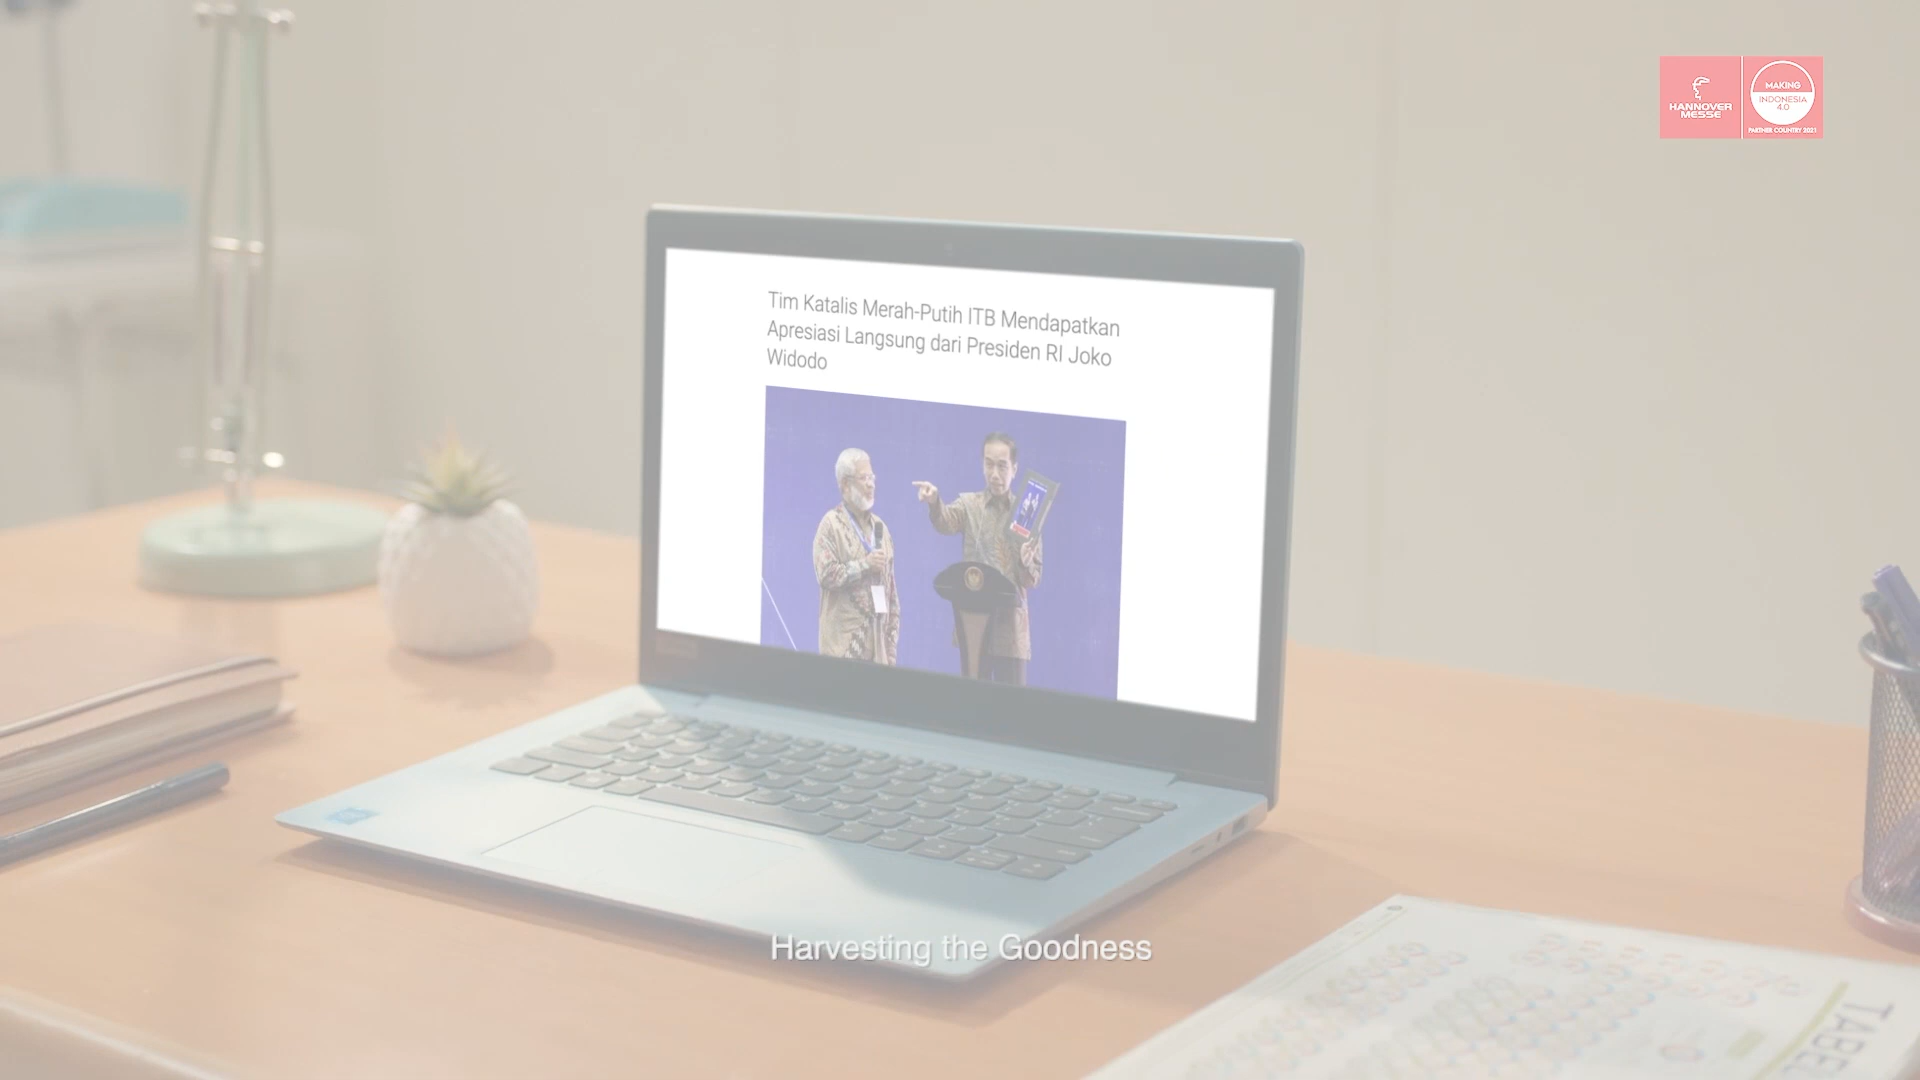 HANNOVER
MESSE
MAKING
INDONESIA
4.0
PARTNER COUNTRY 2021
Tim Katalis Merah-Putih ITB Mendapatkan
Apresiasi Langsung dari Presiden RI Joko
Widodo
Harvesting the Goodness